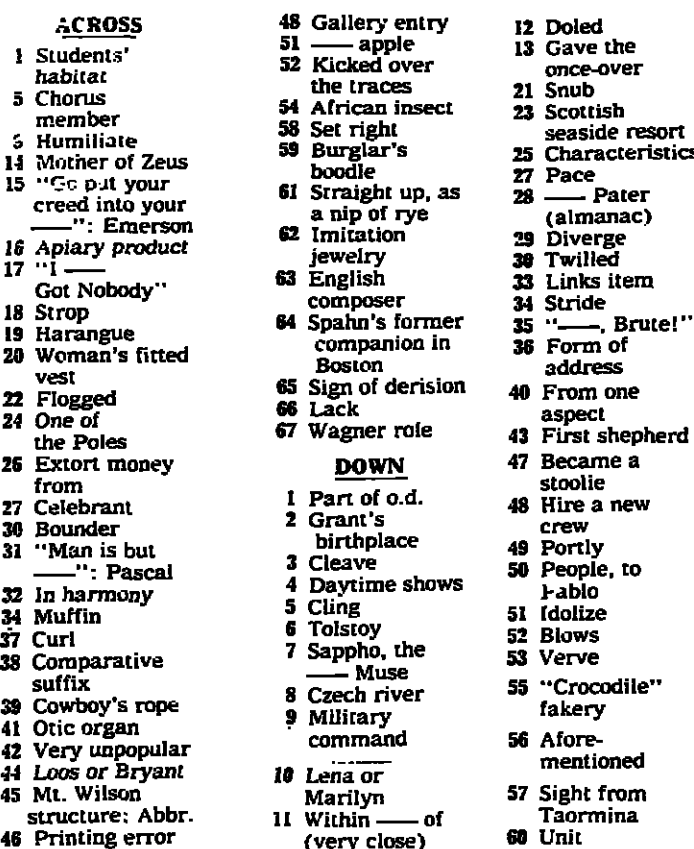 ACROSS
1 Students'
habitat
5 Chorus
member
Humiliate
14 Mother of Zeus
15 "Go put your
creed into your
——": Emerson
16 Apiary product
17 "I ——
Got Nobody"
18 Strop
19 Harangue
20 Woman's fitted
vest
22 Flogged
24 One of
the Poles
26 Extort money
from
27 Celebrant
30 Bounder
31 "Man is but
——": Pascal
32 In harmony
34 Muffin
37 Curl
38 Comparative
suffix
39 Cowboy's rope
41 Otic organ
42 Very unpopular
44 Loos or Bryant
45 Mt. Wilson
structure: Abbr.
46 Printing error
48 Gallery entry
51 —— apple
52 Kicked over
the traces
54 African insect
58 Set right
59 Burglar's
boodle
61 Straight up, as
a nip of rye
62 Imitation
jewelry
63 English
composer
64 Spahn's former
companion in
Boston
65 Sign of derision
66 Lack
67 Wagner role
DOWN
1 Part of o.d.
2 Grant's
birthplace
3 Cleave
4 Daytime shows
5 Cling
6 Tolstoy
7 Sappho, the
—— Muse
8 Czech river
9 Military
command
10 Lena or
Marilyn
11 Within —— of
(very close)
12 Doled
13 Gave the
once-over
21 Snub
23 Scottish
seaside resort
25 Characteristics
27 Pace
28 —— Pater
(almanac)
29 Diverge
30 Twilled
33 Links item
34 Stride
35 "——, Brute!"
36 Form of
address
40 From one
aspect
43 First shepherd
47 Became a
stoolie
48 Hire a new
crew
49 Portly
50 People, to
Pablo
51 Idolize
52 Blows
53 Verve
55 "Crocodile"
fakery
56 Afore-
mentioned
57 Sight from
Taormina
60 Unit